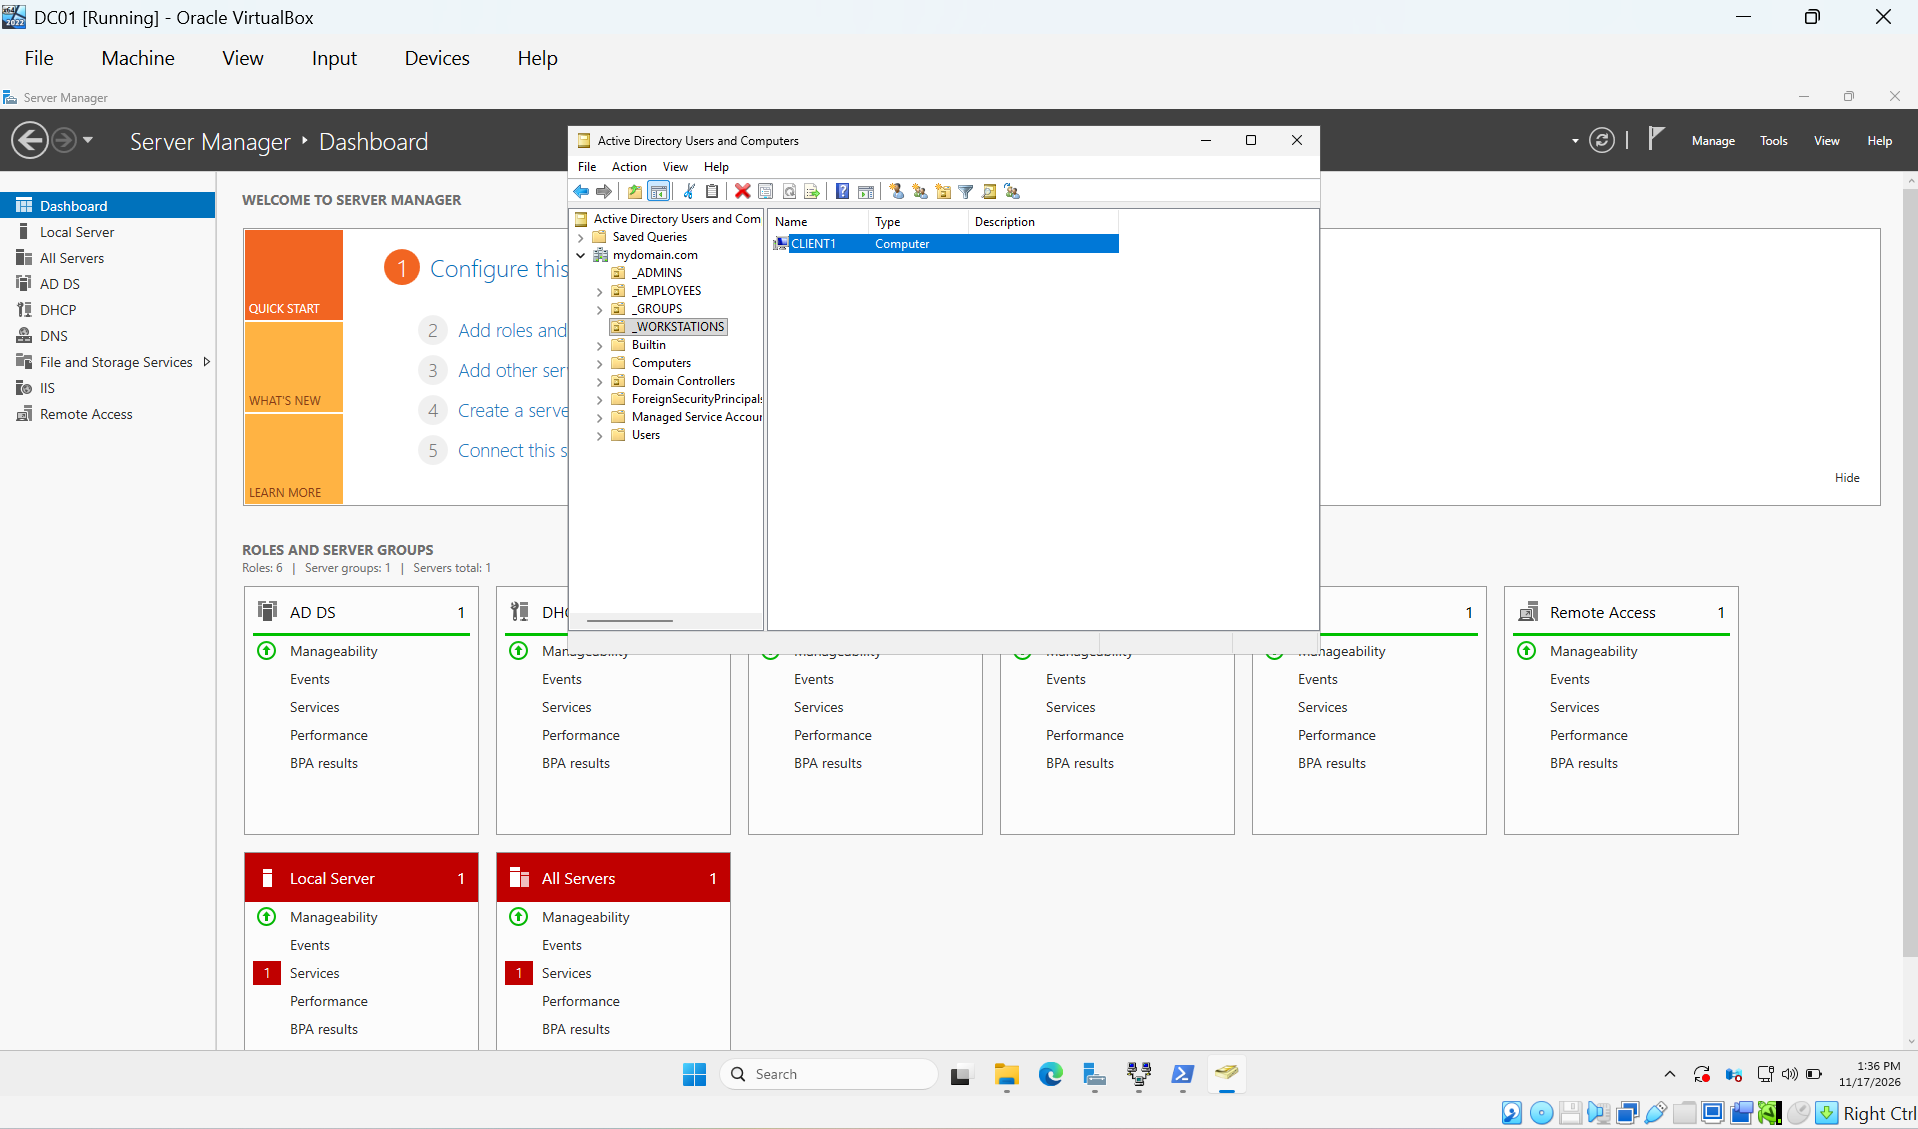 DC01 [Running] - Oracle VirtualBox
File Machine View Input Devices Help
Server Manager
Server Manager Dashboard
Manage Tools View Help
Dashboard
Local Server
All Servers
AD DS
DHCP
DNS
File and Storage Services
IIS
Remote Access
WELCOME TO SERVER MANAGER
QUICK START
WHAT'S NEW
LEARN MORE
1 Configure this
2 Add roles and
3 Add other ser
4 Create a serve
5 Connect this s
Hide
Active Directory Users and Computers
File Action View Help
Active Directory Users and Com
Saved Queries
mydomain.com
_ADMINS
_EMPLOYEES
_GROUPS
_WORKSTATIONS
Builtin
Computers
Domain Controllers
ForeignSecurityPrincipals
Managed Service Accour
Users
Name Type Description
CLIENT1 Computer
ROLES AND SERVER GROUPS
Roles: 6 | Server groups: 1 | Servers total: 1
AD DS 1
Manageability
Events
Services
Performance
BPA results
DHC
Manageability
Events
Services
Performance
BPA results
Manageability
Events
Services
Performance
BPA results
Manageability
Events
Services
Performance
BPA results
1
Manageability
Events
Services
Performance
BPA results
Remote Access 1
Manageability
Events
Services
Performance
BPA results
Local Server 1
Manageability
Events
1 Services
Performance
BPA results
All Servers 1
Manageability
Events
1 Services
Performance
BPA results
Search
1:36 PM
11/17/2026
Right Ctrl